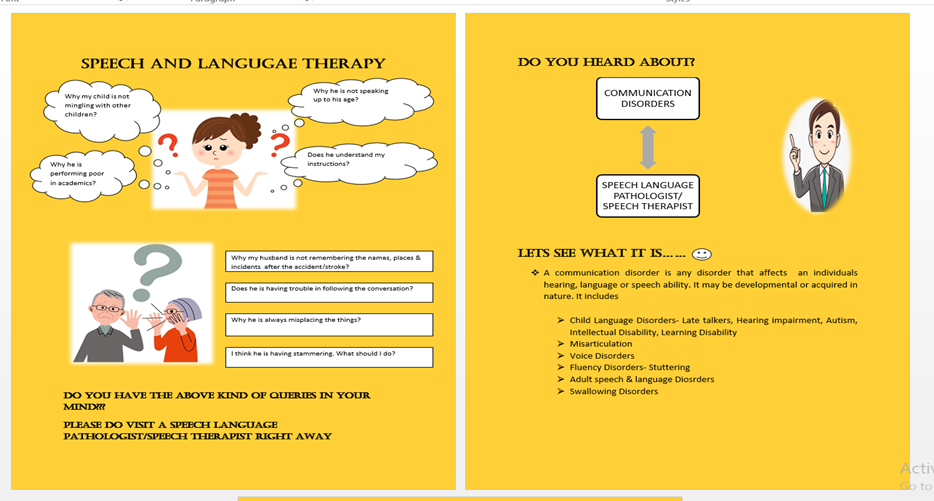 Paragraph
Styles
SPEECH AND LANGUGAE THERAPY
Why my child is not
mingling with other
children?
Why he is not speaking
up to his age?
Why he is
performing poor
in academics?
Does he understand my
instructions?
Why my husband is not remembering the names, places &
incidents after the accident/stroke?
Does he is having trouble in following the conversation?
Why he is always misplacing the things?
I think he is having stammering. What should I do?
DO YOU HAVE THE ABOVE KIND OF QUERIES IN YOUR
MIND???
PLEASE DO VISIT A SPEECH LANGUAGE
PATHOLOGIST/SPEECH THERAPIST RIGHT AWAY
DO YOU HEARD ABOUT?
COMMUNICATION
DISORDERS
SPEECH LANGUAGE
PATHOLOGIST/
SPEECH THERAPIST
LETS SEE WHAT IT IS......
❖ A communication disorder is any disorder that affects an individuals
hearing, language or speech ability. It may be developmental or acquired in
nature. It includes
➢ Child Language Disorders- Late talkers, Hearing impairment, Autism,
Intellectual Disability, Learning Disability
➢ Misarticulation
➢ Voice Disorders
➢ Fluency Disorders- Stuttering
➢ Adult speech & language Diosrders
➢ Swallowing Disorders
Activ
Go to